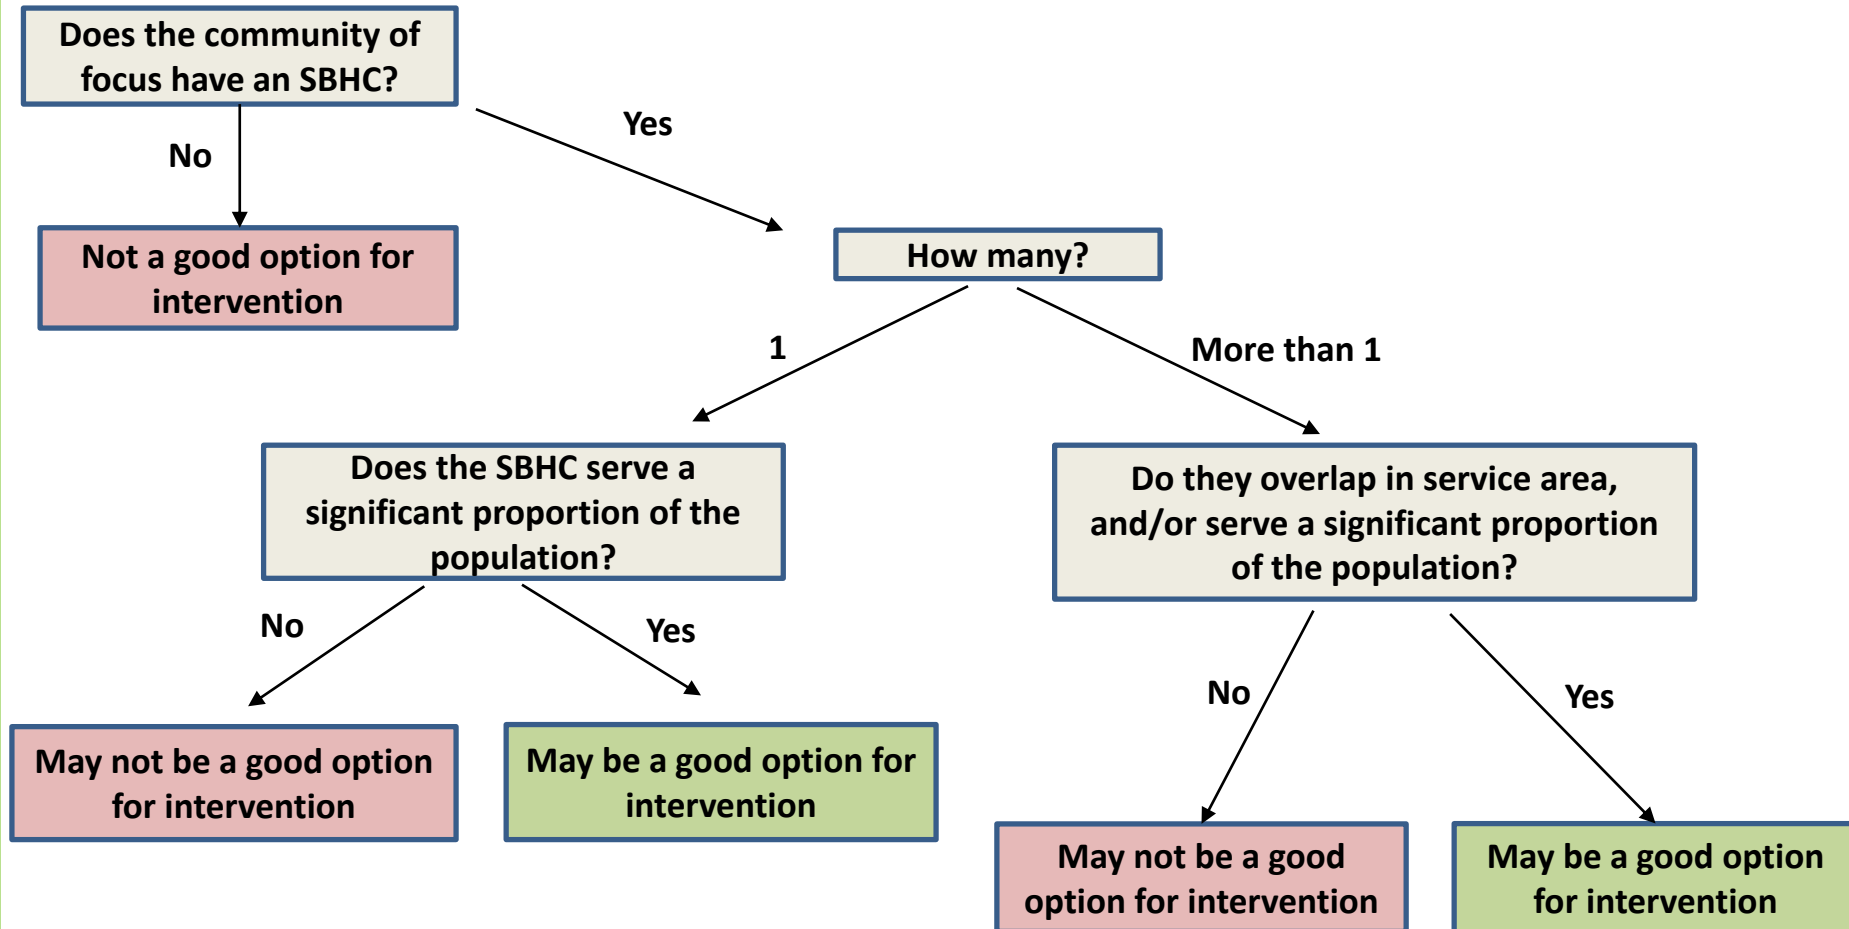 Does the community of
focus have an SBHC?
No
Yes
Not a good option for
intervention
How many?
1
More than 1
Does the SBHC serve a
significant proportion of the
population?
Do they overlap in service area,
and/or serve a significant proportion
of the population?
No
Yes
No
Yes
May not be a good option
for intervention
May be a good option for
intervention
May not be a good
option for intervention
May be a good option
for intervention